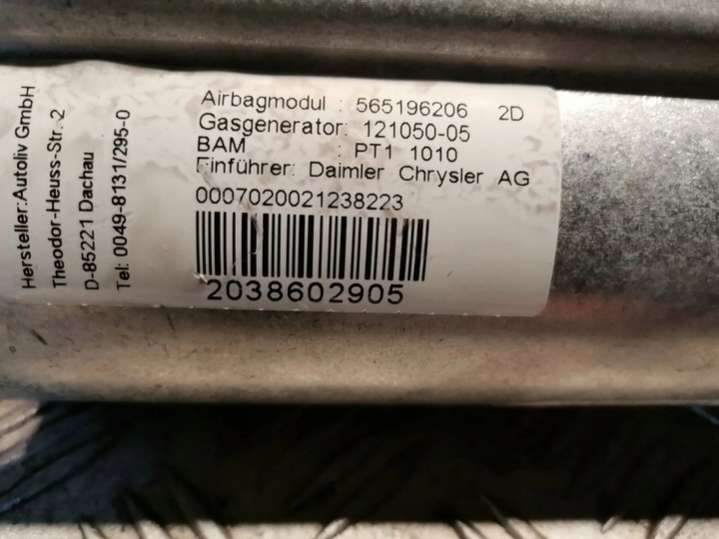 Hersteller:Autoliv GmbH
Theodor-Heuss-Str.2
D-85221 Dachau
Tel: 0049-8131/295-0
Airbagmodul : 565196206 2D
Gasgenerator: 121050-05
BAM : PT1 1010
Einführer: Daimler Chrysler AG
0007020021238223
2038602905